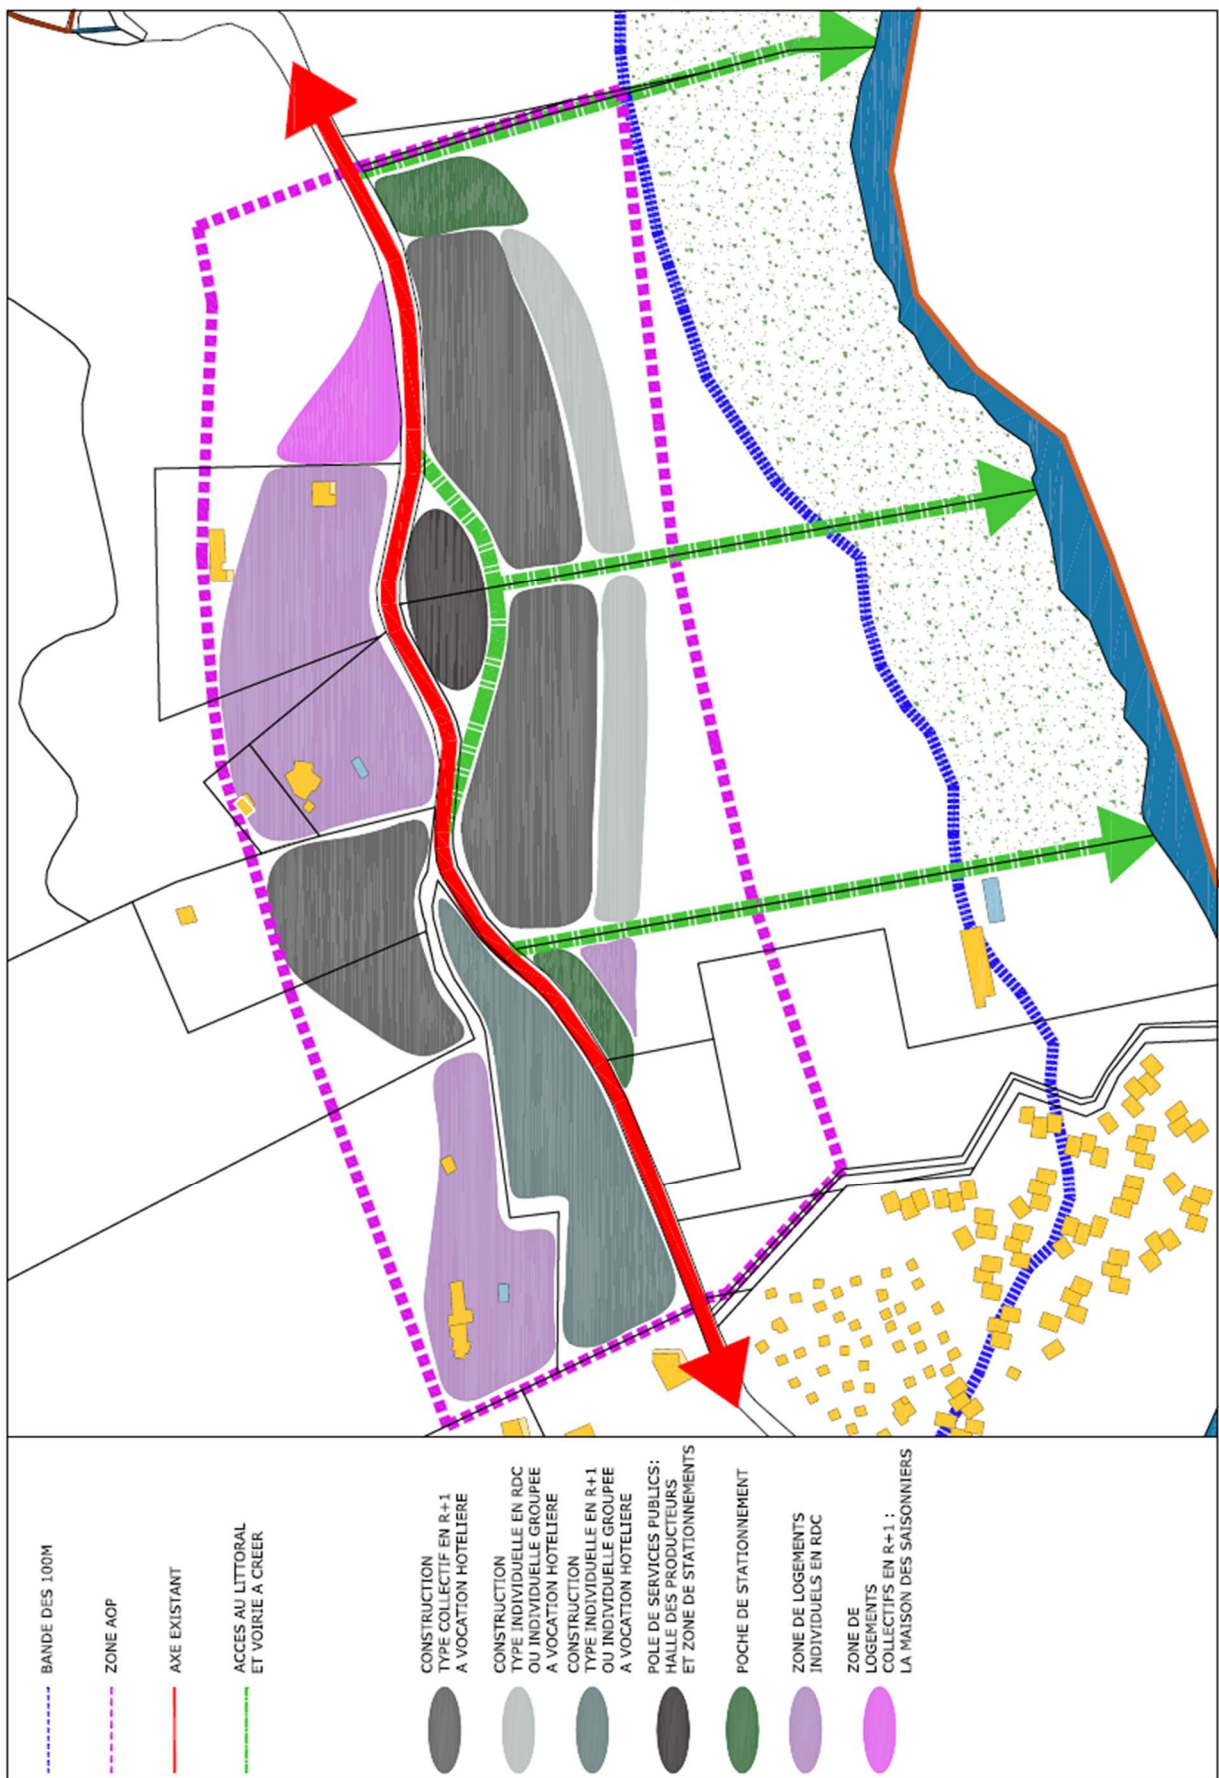 BANDE DES 100M
ZONE AOP
AXE EXISTANT
ACCES AU LITTORAL
ET VOIRIE A CREER
CONSTRUCTION
TYPE COLLECTIF EN R+1
A VOCATION HOTELIERE
CONSTRUCTION
TYPE INDIVIDUELLE EN RDC
OU INDIVIDUELLE GROUPEE
A VOCATION HOTELIERE
CONSTRUCTION
TYPE INDIVIDUELLE EN R+1
OU INDIVIDUELLE GROUPEE
A VOCATION HOTELIERE
POLE DE SERVICES PUBLICS:
HALLE DES PRODUCTEURS
ET ZONE DE STATIONNEMENTS
POCHE DE STATIONNEMENT
ZONE DE LOGEMENTS
INDIVIDUELS EN RDC
ZONE DE
LOGEMENTS
COLLECTIFS EN R+1 :
LA MAISON DES SAISONNIERS